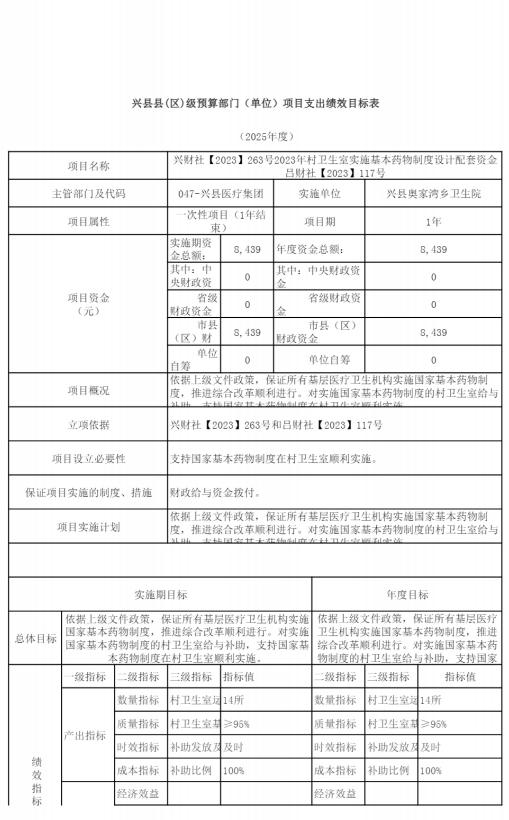 兴县县(区)级预算部门（单位）项目支出绩效目标表
（2025年度）
项目名称
兴财社【2023】263号2023年村卫生室实施基本药物制度设计配套资金
吕财社【2023】117号
主管部门及代码 047-兴县医疗集团 实施单位 兴县奥家湾乡卫生院
项目属性 一次性项目（1年结束） 项目期 1年
项目资金
（元）
实施期资金总额： 8,439 年度资金总额： 8,439
其中：中央财政资 0 其中：中央财政资金 0
省级财政资金 0 省级财政资金 0
市县（区）财 8,439 市县（区）财政资金 8,439
单位自筹 0 单位自筹 0
项目概况
依据上级文件政策，保证所有基层医疗卫生机构实施国家基本药物制
度，推进综合改革顺利进行。对实施国家基本药物制度的村卫生室给与
补助，支持国家基本药物制度在村卫生室顺利实施。
立项依据 兴财社【2023】263号和吕财社【2023】117号
项目设立必要性 支持国家基本药物制度在村卫生室顺利实施。
保证项目实施的制度、措施 财政给与资金拨付。
项目实施计划
依据上级文件政策，保证所有基层医疗卫生机构实施国家基本药物制
度，推进综合改革顺利进行。对实施国家基本药物制度的村卫生室给与
补助，支持国家基本药物制度在村卫生室顺利实施。
实施期目标 年度目标
总体目标
依据上级文件政策，保证所有基层医疗卫生机构实施
国家基本药物制度，推进综合改革顺利进行。对实施
国家基本药物制度的村卫生室给与补助，支持国家基
本药物制度在村卫生室顺利实施。
依据上级文件政策，保证所有基层医疗
卫生机构实施国家基本药物制度，推进
综合改革顺利进行。对实施国家基本药
物制度的村卫生室给与补助，支持国家
绩效指标
一级指标 二级指标 三级指标 指标值 二级指标 三级指标 指标值
产出指标
数量指标 村卫生室运 14所 数量指标 村卫生室运 14所
质量指标 村卫生室基 ≥95% 质量指标 村卫生室基 ≥95%
时效指标 补助发放及 及时 时效指标 补助发放及 及时
成本指标 补助比例 100% 成本指标 补助比例 100%
经济效益 经济效益